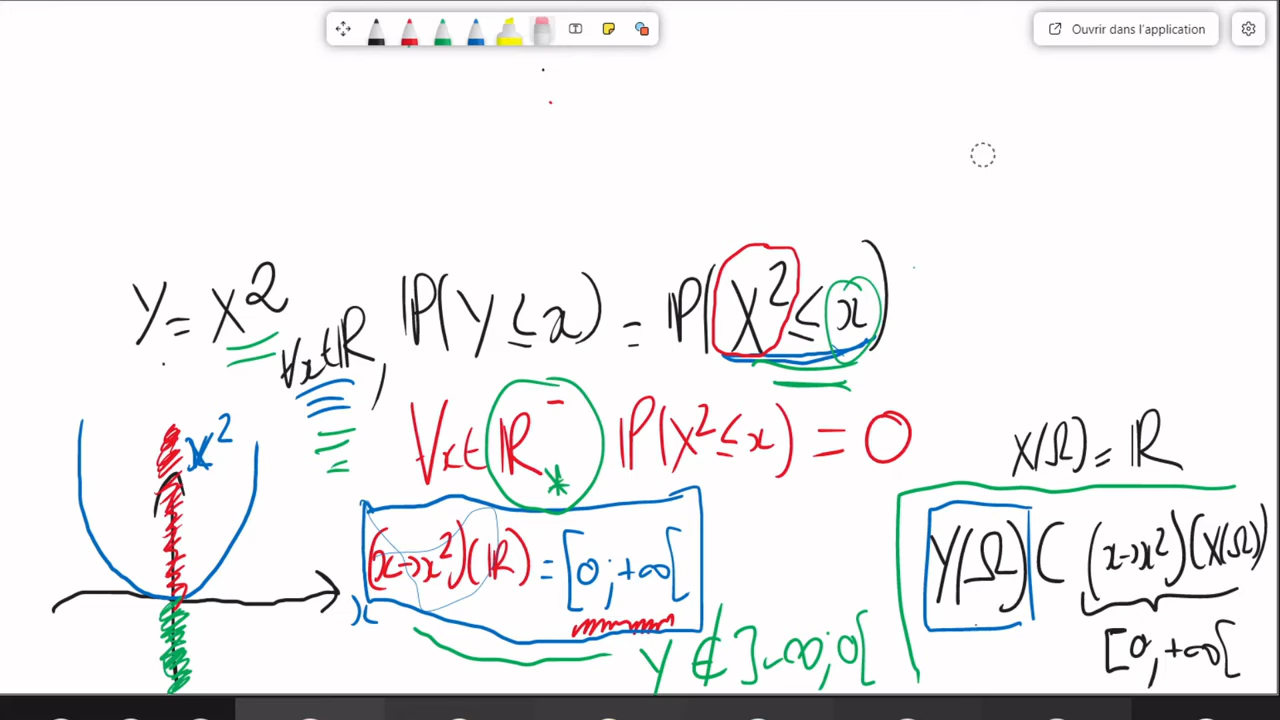 Ouvrir dans l'application
Y = X² ∀x∈ℝ, ℙ(Y ≤ x) = ℙ(X² ≤ x)
x²
∀x∈ℝ⁻* ℙ(X² ≤ x) = 0
X(Ω) = ℝ
(x→x²)(ℝ) = [0;+∞[
Y(Ω) ⊂ (x→x²)(X(Ω))
[0,+∞[
Y ∉ ]-∞;0[